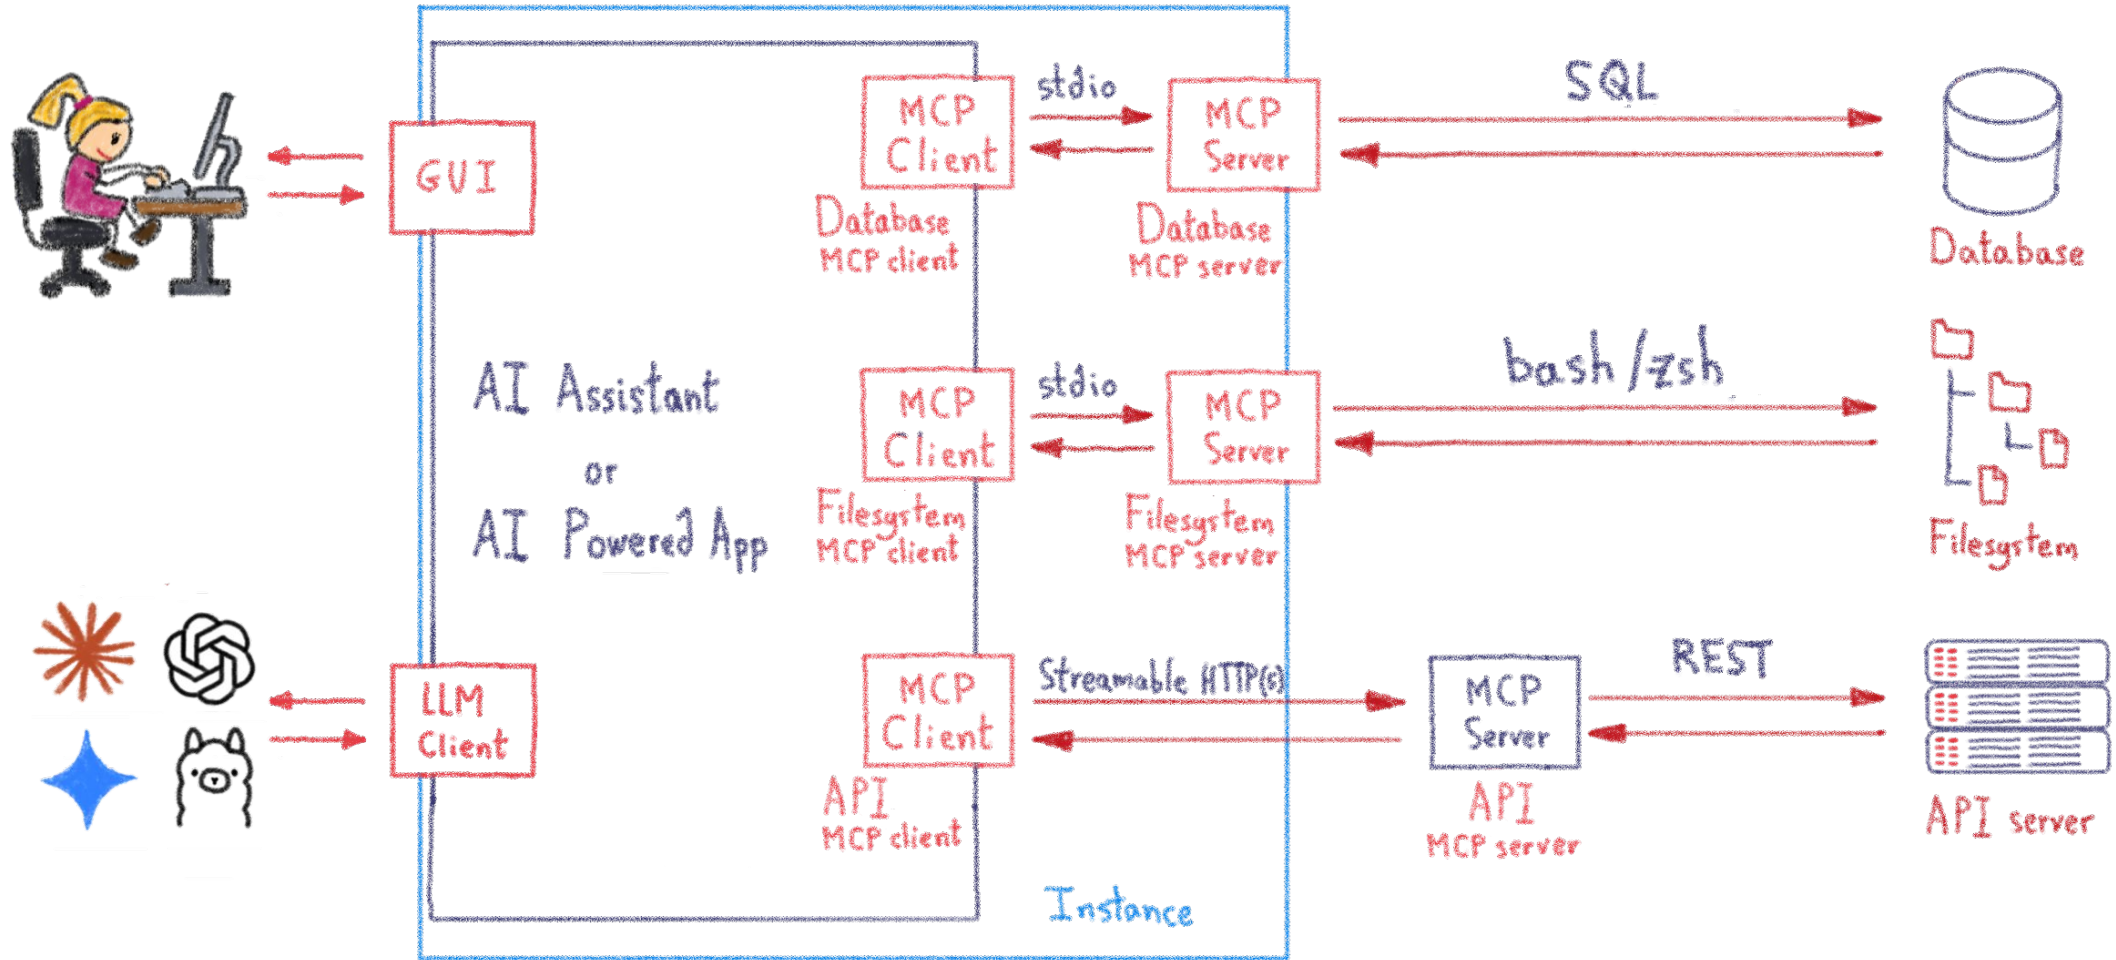 GUI
AI Assistant
or
AI Powered App
LLM
Client
MCP
Client
Database
MCP client
stdio
MCP
Server
Database
MCP server
SQL
Database
MCP
Client
Filesystem
MCP client
stdio
MCP
Server
Filesystem
MCP server
bash/zsh
Filesystem
MCP
Client
API
MCP client
Streamable HTTP(s)
MCP
Server
API
MCP server
REST
API server
Instance